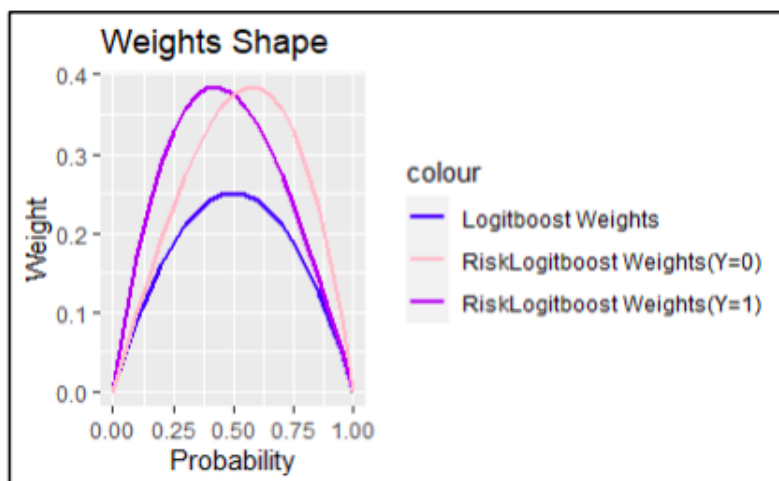 Weights Shape
0.4
0.3
0.2
0.1
0.0
Weight
0.00 0.25 0.50 0.75 1.00
Probability
colour
Logitboost Weights
RiskLogitboost Weights(Y=0)
RiskLogitboost Weights(Y=1)